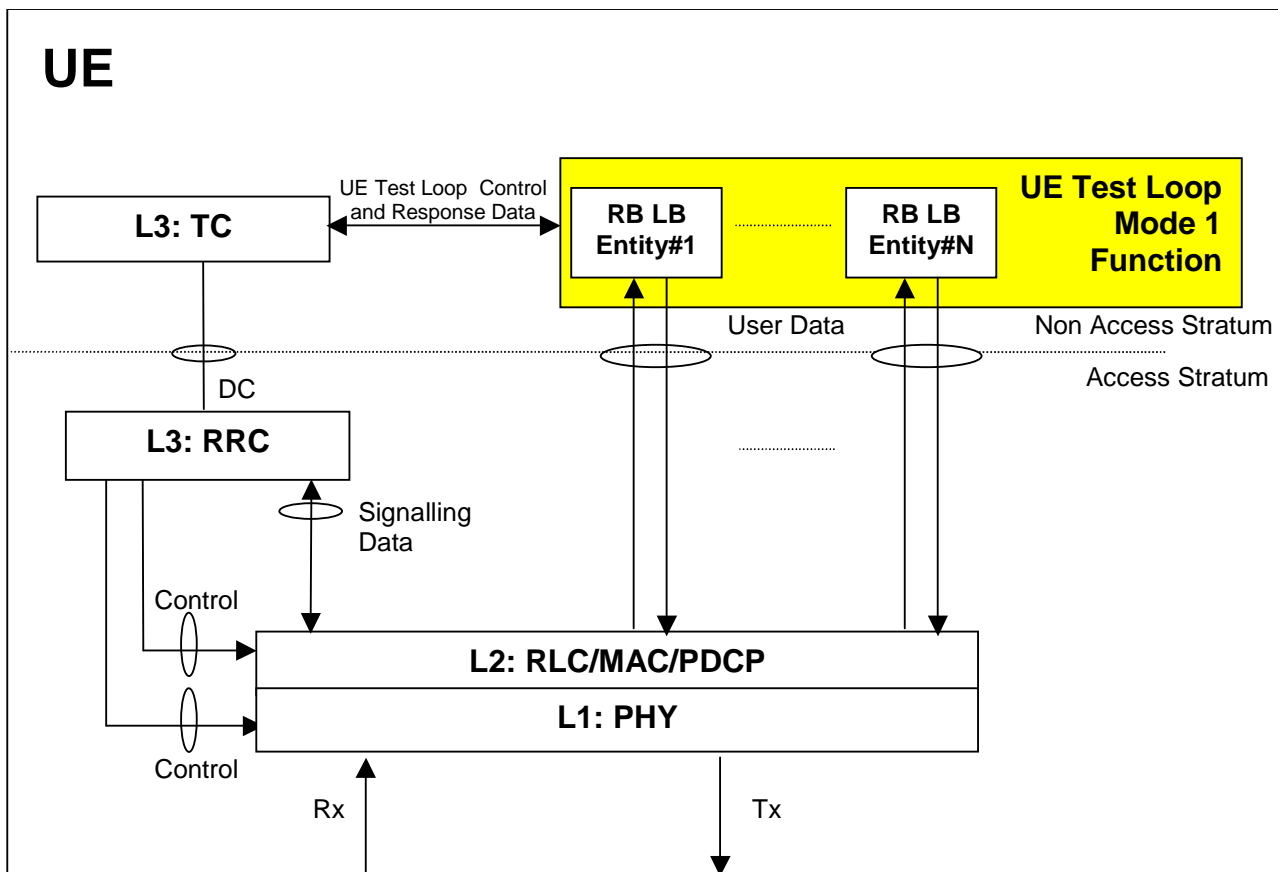 UE
UE Test Loop Control
and Response Data
L3: TC
RB LB
Entity#1
RB LB
Entity#N
UE Test Loop
Mode 1
Function
User Data
Non Access Stratum
Access Stratum
DC
L3: RRC
Signalling
Data
Control
L2: RLC/MAC/PDCP
L1: PHY
Control
Rx
Tx